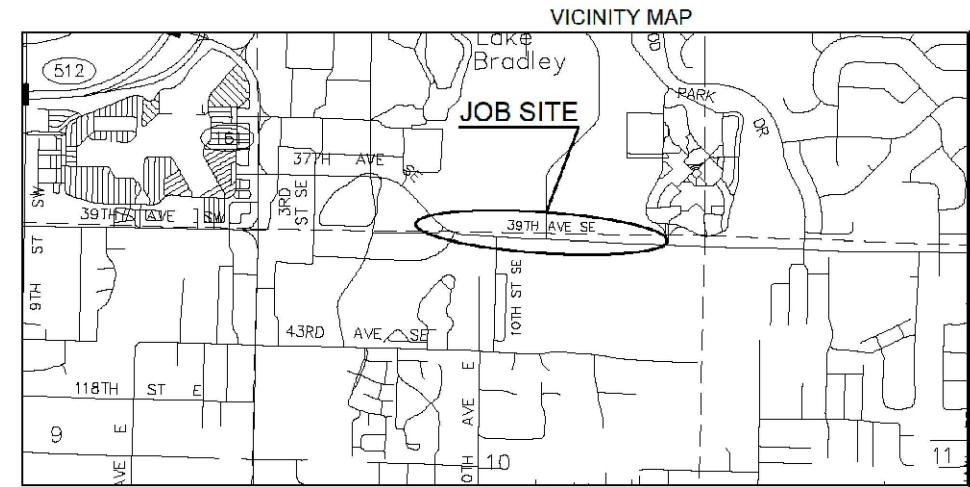 VICINITY MAP
Lake
Bradley
512
JOB SITE
PARK
DR
37TH AVE
SE
3RD
ST SE
SW
39TH AVE SW
39TH AVE SE
ST
9TH
10TH ST SE
43RD AVE SE
118TH ST E
E
AVE
E
AVE
9
10
11